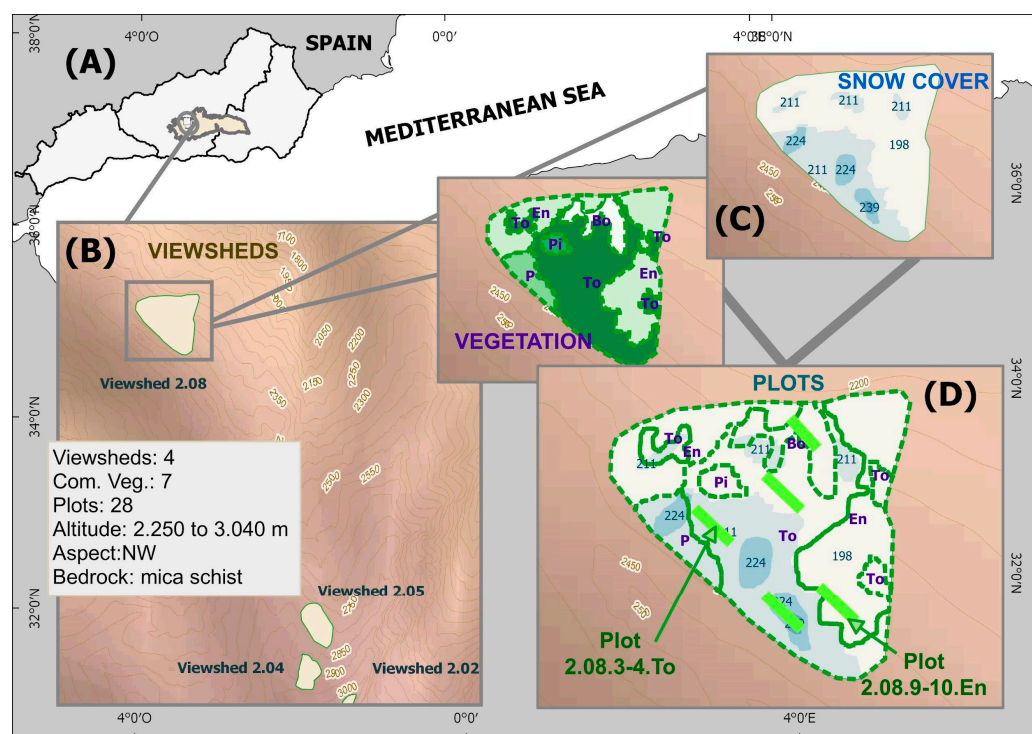 4°0'O
0°0'
4°0'E
0°0'N
38°0'N
36°0'N
34°0'N
32°0'N
36°0'N
34°0'N
32°0'N
4°0'O
0°0'
4°0'E
(A)
SPAIN
MEDITERRANEAN SEA
(B)
VIEWSHEDS
1700
1800
2050
2200
2150
2250
2350
2300
2500
2550
Viewshed 2.08
Viewsheds: 4
Com. Veg.: 7
Plots: 28
Altitude: 2.250 to 3.040 m
Aspect:NW
Bedrock: mica schist
Viewshed 2.05
2850
Viewshed 2.04
2900
Viewshed 2.02
3000
(C)
SNOW COVER
211
211
211
224
198
211
224
239
2450
VEGETATION
To
En
Bo
To
Pi
P
To
En
To
2450
(D)
PLOTS
2200
To
En
211
211
Bo
211
To
Pi
224
En
P
To
224
198
To
2450
Plot
2.08.3-4.To
Plot
2.08.9-10.En